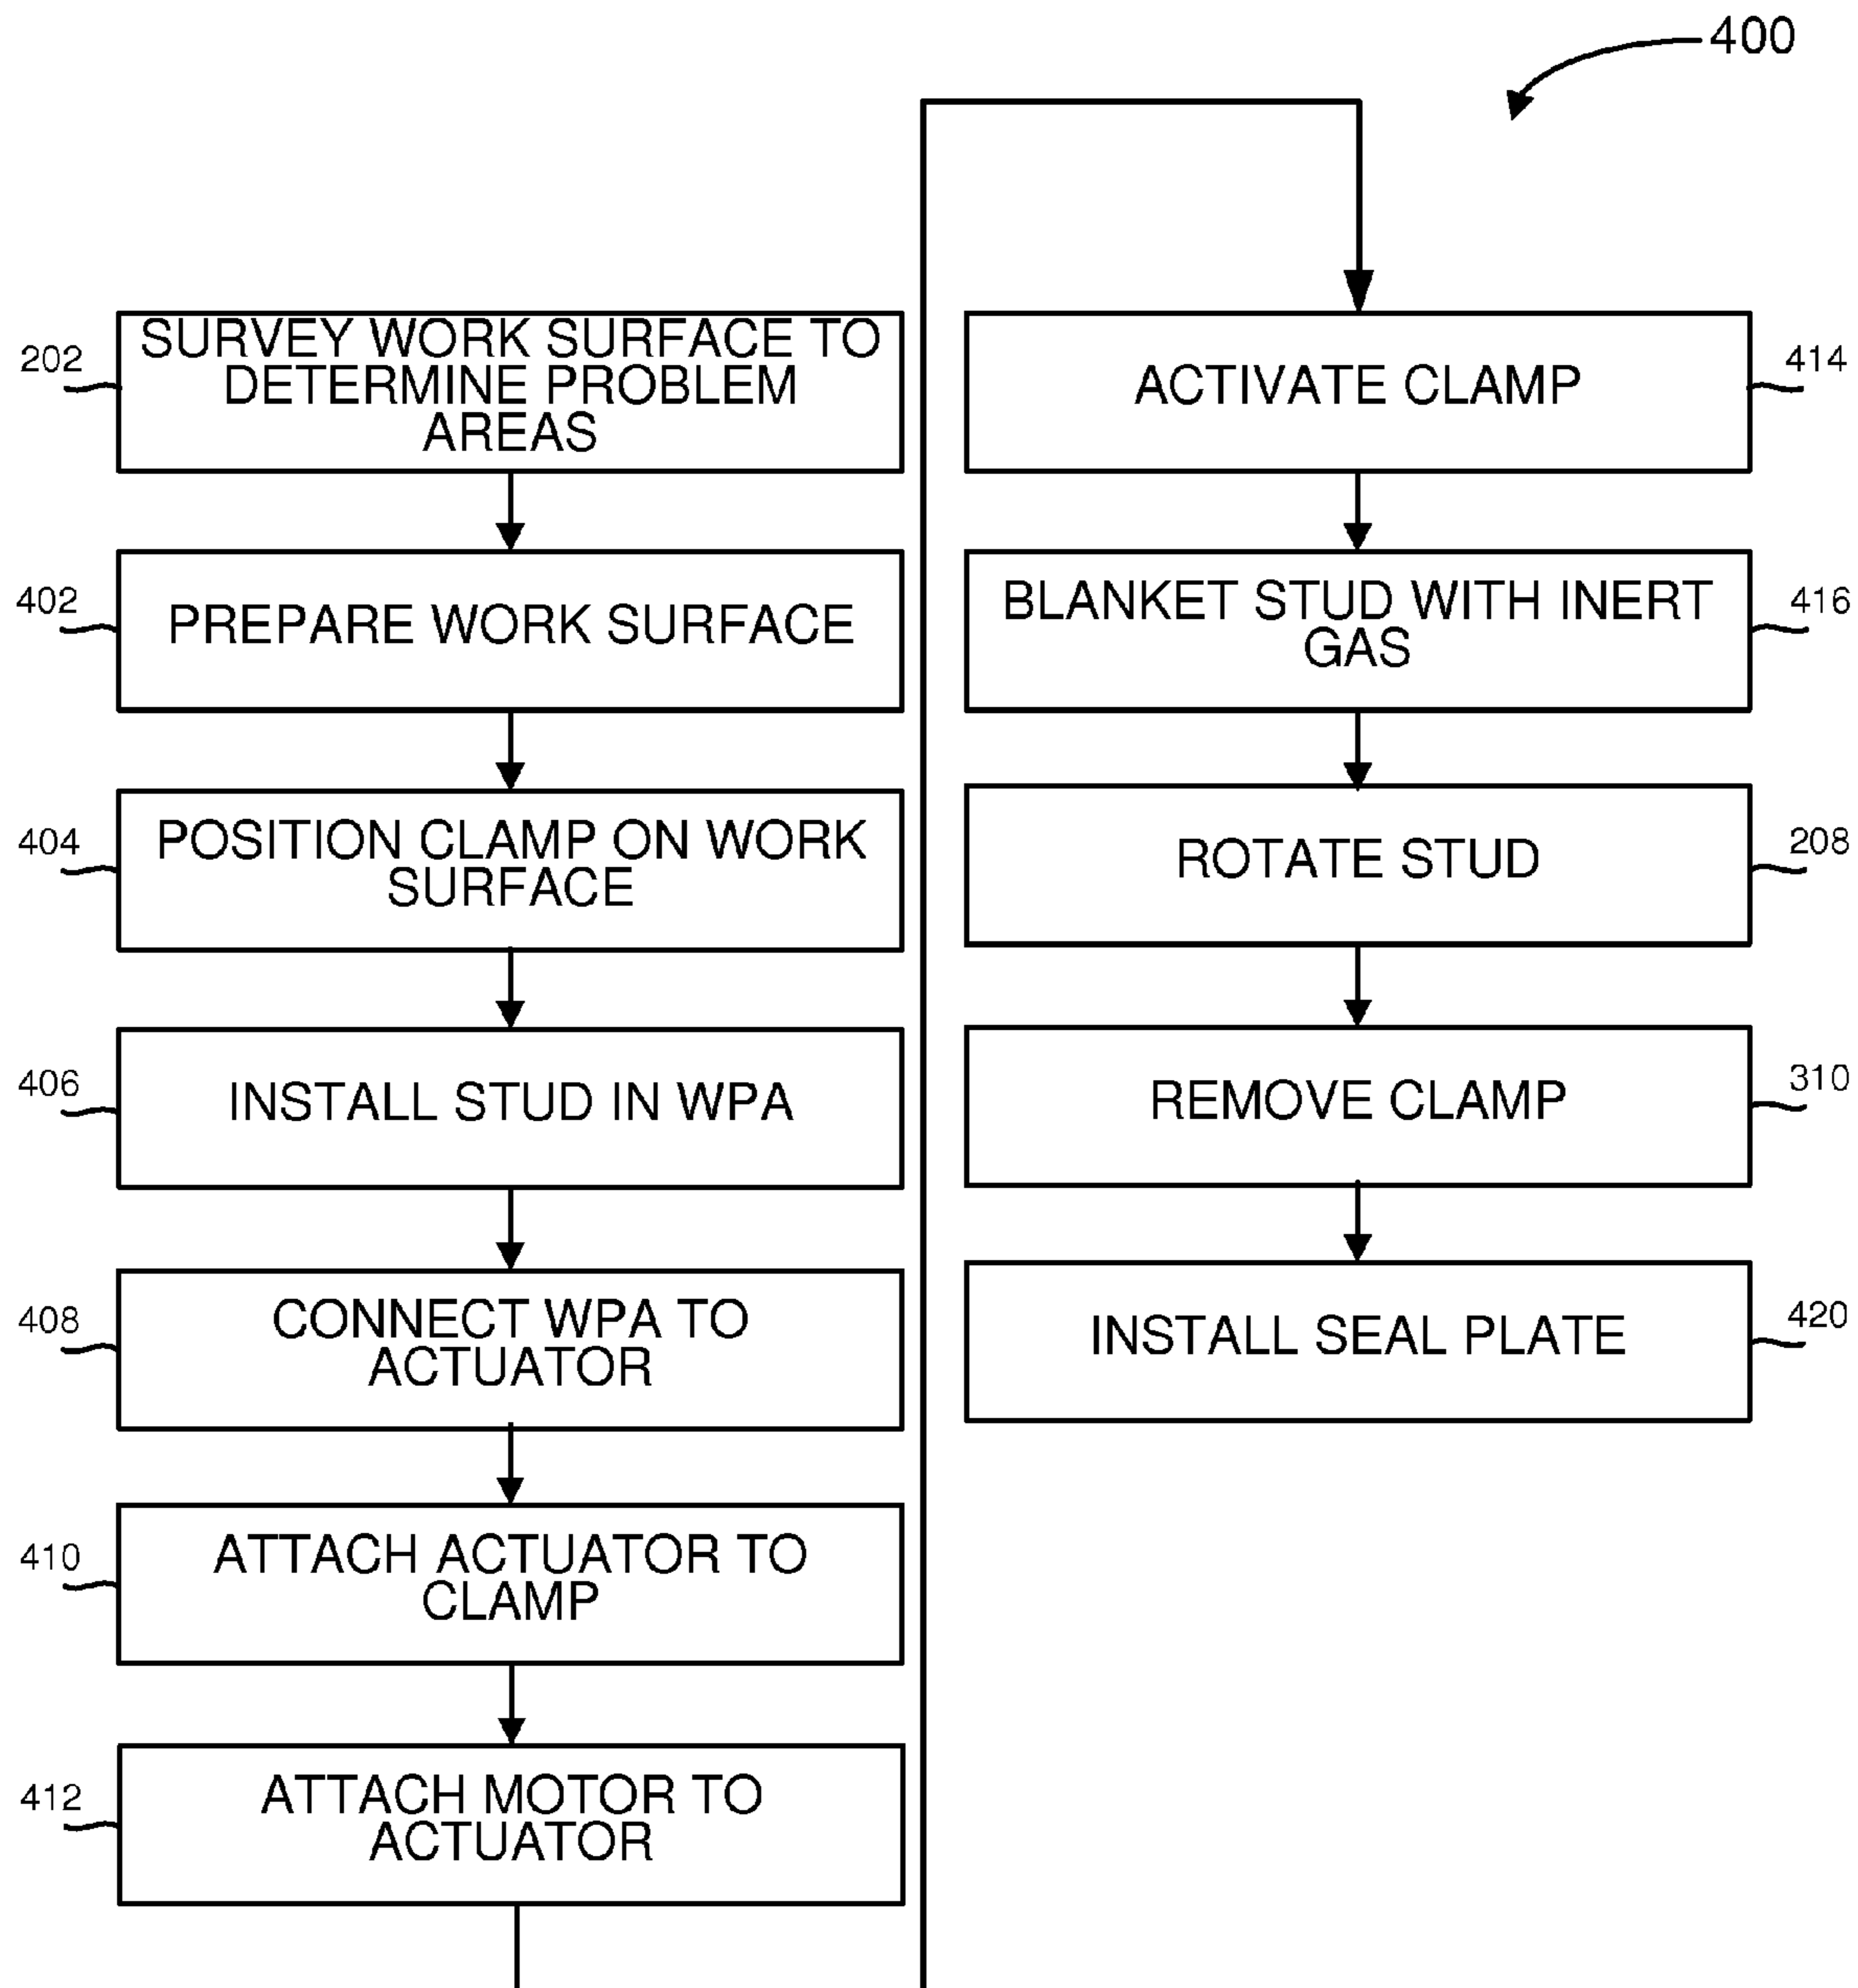 400
202
SURVEY WORK SURFACE TO
DETERMINE PROBLEM
AREAS
402
PREPARE WORK SURFACE
404
POSITION CLAMP ON WORK
SURFACE
406
INSTALL STUD IN WPA
408
CONNECT WPA TO
ACTUATOR
410
ATTACH ACTUATOR TO
CLAMP
412
ATTACH MOTOR TO
ACTUATOR
ACTIVATE CLAMP
414
BLANKET STUD WITH INERT
GAS
416
ROTATE STUD
208
REMOVE CLAMP
310
INSTALL SEAL PLATE
420